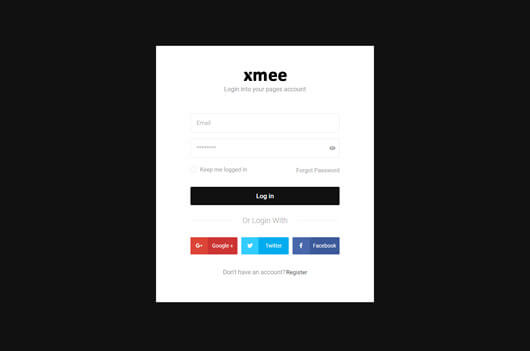 xmee
Login into your pages account
Email
********
Keep me logged in
Forgot Password
Log in
Or Login With
G+ Google +
Twitter
f Facebook
Don't have an account? Register